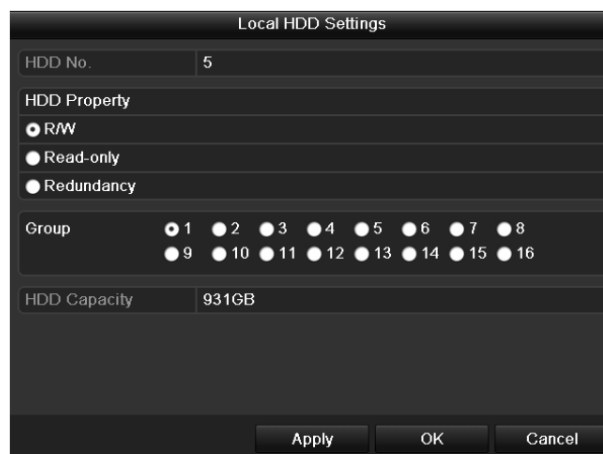 Local HDD Settings
HDD No. 5
HDD Property
R/W
Read-only
Redundancy
Group 1 2 3 4 5 6 7 8
9 10 11 12 13 14 15 16
HDD Capacity 931GB
Apply OK Cancel